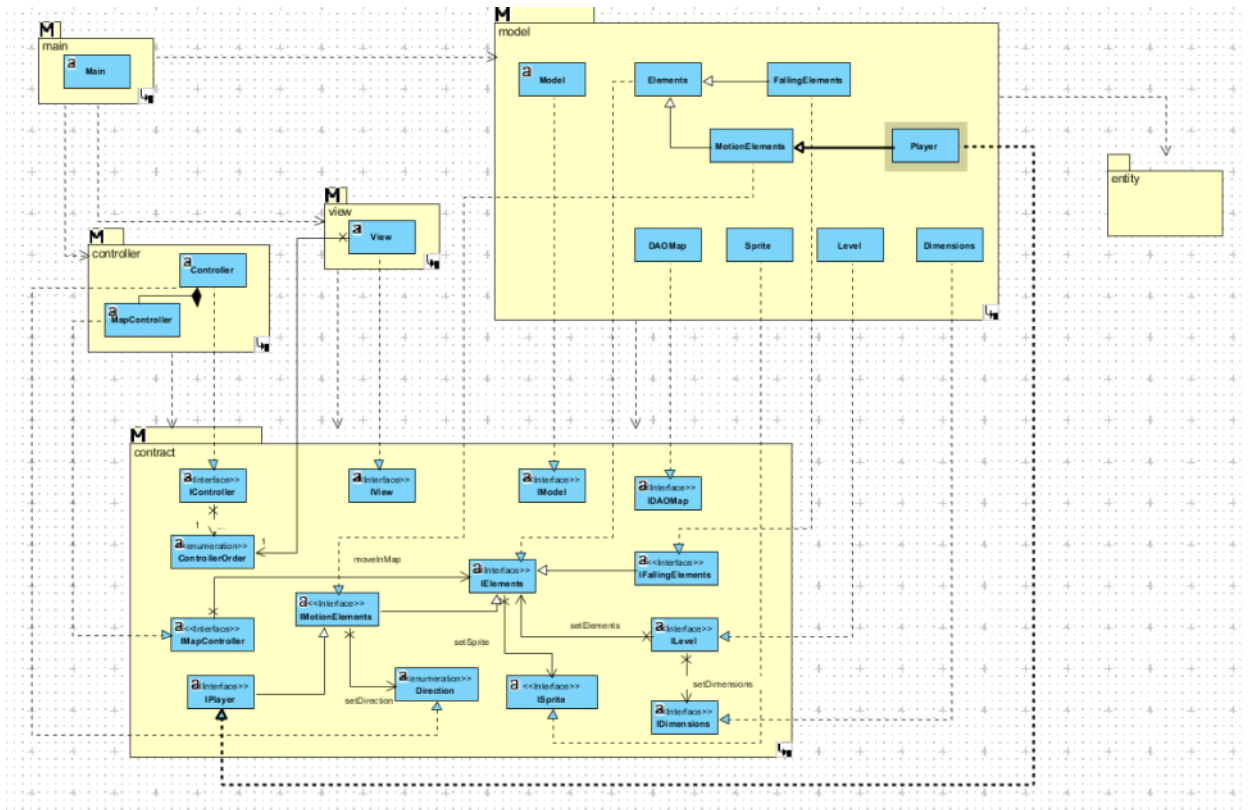 M
main
a
Main
M
model
a
Model
Elements
FallingElements
MotionElements
Player
DAOMap
Sprite
Level
Dimensions
entity
M
view
a
View
M
controller
a
Controller
a
MapController
M
contract
a
<<Interface>>
IController
a
<<Interface>>
IView
a
<<Interface>>
IModel
a
<<Interface>>
IDAOMap
1
...
a
<<enumeration>>
ControllerOrder
1
moveInMap
a
<<Interface>>
IElements
a
<<Interface>>
IFallingElements
a
<<Interface>>
IMotionElements
a
<<Interface>>
IMapController
setElements
a
<<Interface>>
ILevel
setSprite
a
<<Interface>>
IPlayer
setDirection
a
<<enumeration>>
Direction
a
<<Interface>>
ISprite
setDimensions
a
<<Interface>>
IDimensions